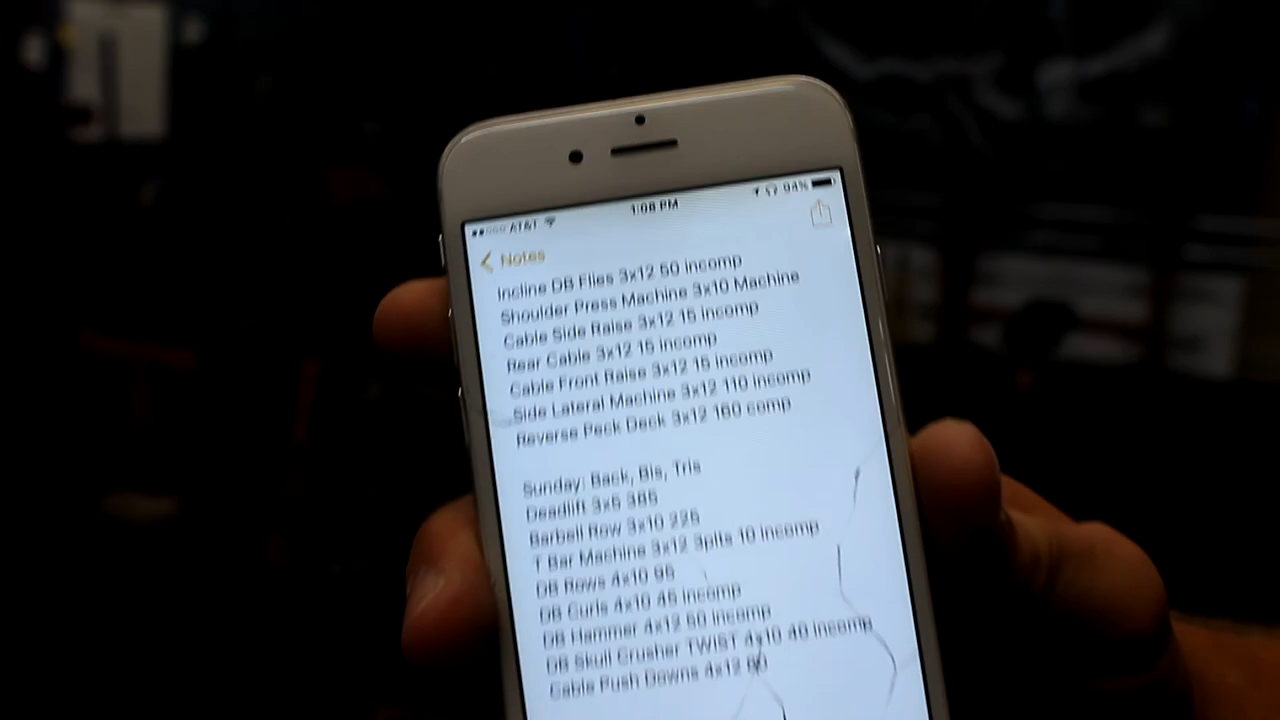 AT&T 1:08 PM 94%
Notes
Incline DB Flies 3x12 50 incomp
Shoulder Press Machine 3x10 Machine
Cable Side Raise 3x12 15 incomp
Rear Cable 3x12 15 incomp
Cable Front Raise 3x12 15 incomp
Side Lateral Machine 3x12 110 incomp
Reverse Peck Deck 3x12 160 comp
Sunday: Back, Bis, Tris
Deadlift 3x5 385
Barbell Row 3x10 225
T Bar Machine 3x12 3plts 10 incomp
DB Rows 4x10 95
DB Curls 4x10 45 incomp
DB Hammer 4x12 50 incomp
DB Skull Crusher TWIST 4x10 40 incomp
Cable Push Downs 4x12